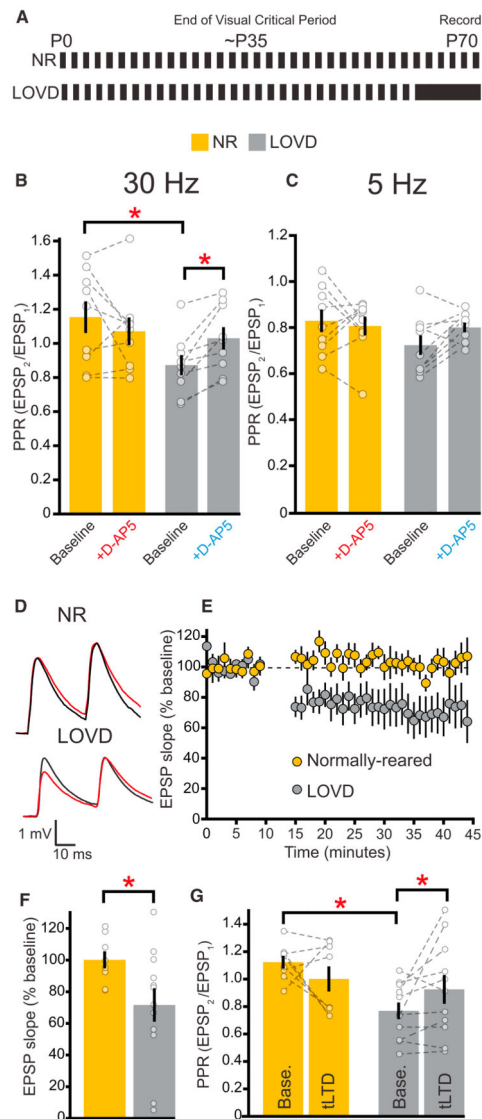 A
End of Visual Critical Period
Record
P0
~P35
P70
NR
LOVD
NR
LOVD
B
30 Hz
C
5 Hz
*
*
PPR (EPSP2/EPSP1)
1.6
1.4
1.2
1.0
0.8
0.6
0.4
0.2
0
Baseline
+D-AP5
Baseline
+D-AP5
PPR (EPSP2/EPSP1)
1.2
1.0
0.8
0.6
0.4
0.2
0
Baseline
+D-AP5
Baseline
+D-AP5
D
NR
LOVD
1 mV
10 ms
E
EPSP slope (% baseline)
120
100
80
60
40
20
0
Normally-reared
LOVD
0 5 10 15 20 25 30 35 40 45
Time (minutes)
F
*
EPSP slope (% baseline)
120
100
80
60
40
20
0
G
*
*
PPR (EPSP2/EPSP1)
1.4
1.2
1.0
0.8
0.6
0.4
0.2
0
Base.
tLTD
Base.
tLTD